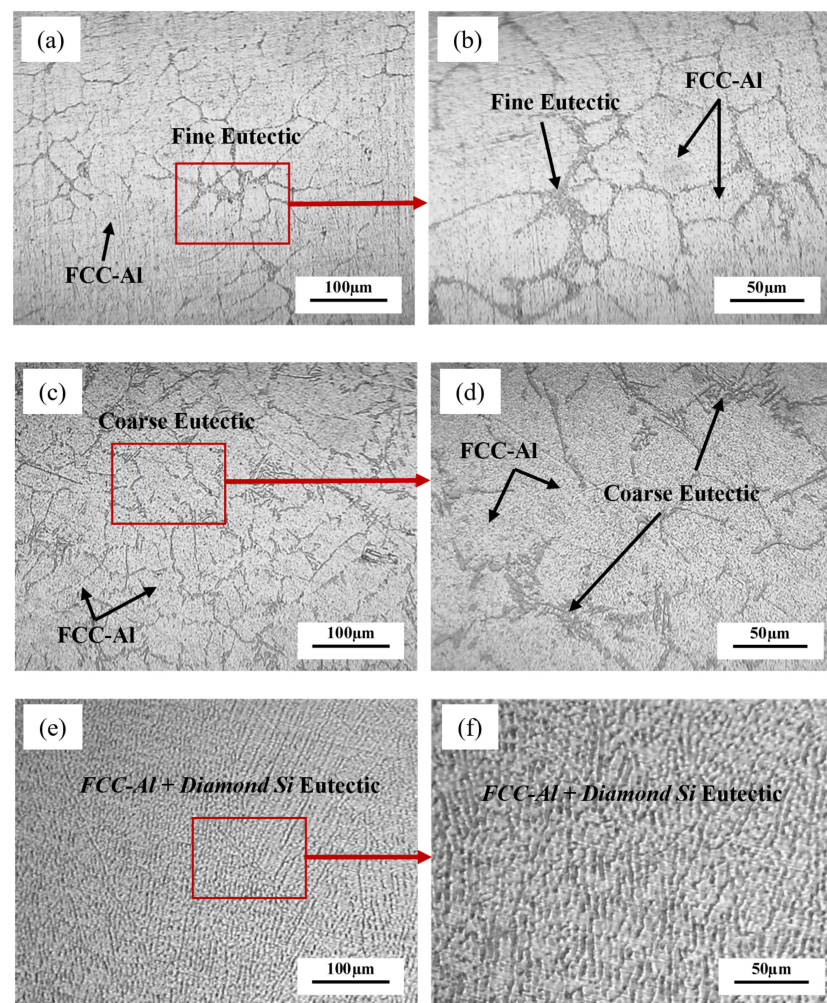 (a)
Fine Eutectic
FCC-Al
100μm
(b)
FCC-Al
Fine Eutectic
50μm
(c)
Coarse Eutectic
FCC-Al
100μm
(d)
FCC-Al
Coarse Eutectic
50μm
(e)
FCC-Al + Diamond Si Eutectic
100μm
(f)
FCC-Al + Diamond Si Eutectic
50μm